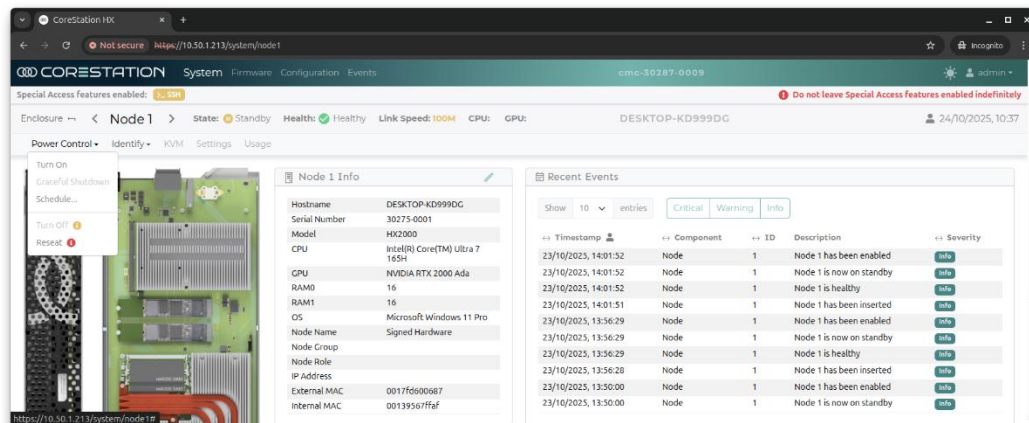 CoreStation HX
Not secure https://10.50.1.213/system/node1
Incognito
CORESTATION System Firmware Configuration Events cmc-30287-0009 admin
Special Access features enabled: >_ SSH Do not leave Special Access features enabled indefinitely
Enclosure Node 1 State: Standby Health: Healthy Link Speed: 100M CPU: GPU: DESKTOP-KD999DG 24/10/2025, 10:37
Power Control Identify KVM Settings Usage
Turn On
Graceful Shutdown
Schedule...
Turn Off
Reseat
Node 1 Info
Hostname DESKTOP-KD999DG
Serial Number 30275-0001
Model HX2000
CPU Intel(R) Core(TM) Ultra 7
165H
GPU NVIDIA RTX 2000 Ada
RAM0 16
RAM1 16
OS Microsoft Windows 11 Pro
Node Name Signed Hardware
Node Group
Node Role
IP Address
External MAC 0017fd600687
Internal MAC 00139567ffaf
Recent Events
Show 10 entries Critical Warning Info
Timestamp Component ID Description Severity
23/10/2025, 14:01:52 Node 1 Node 1 has been enabled Info
23/10/2025, 14:01:52 Node 1 Node 1 is now on standby Info
23/10/2025, 14:01:52 Node 1 Node 1 is healthy Info
23/10/2025, 14:01:51 Node 1 Node 1 has been inserted Info
23/10/2025, 13:56:29 Node 1 Node 1 has been enabled Info
23/10/2025, 13:56:29 Node 1 Node 1 is now on standby Info
23/10/2025, 13:56:29 Node 1 Node 1 is healthy Info
23/10/2025, 13:56:28 Node 1 Node 1 has been inserted Info
23/10/2025, 13:50:00 Node 1 Node 1 has been enabled Info
23/10/2025, 13:50:00 Node 1 Node 1 is now on standby Info
https://10.50.1.213/system/node1#